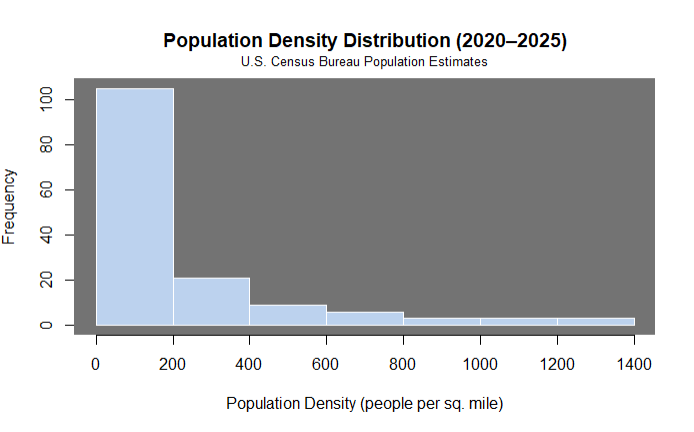 Population Density Distribution (2020–2025)
U.S. Census Bureau Population Estimates
Frequency
100
80
60
40
20
0
0 200 400 600 800 1000 1200 1400
Population Density (people per sq. mile)